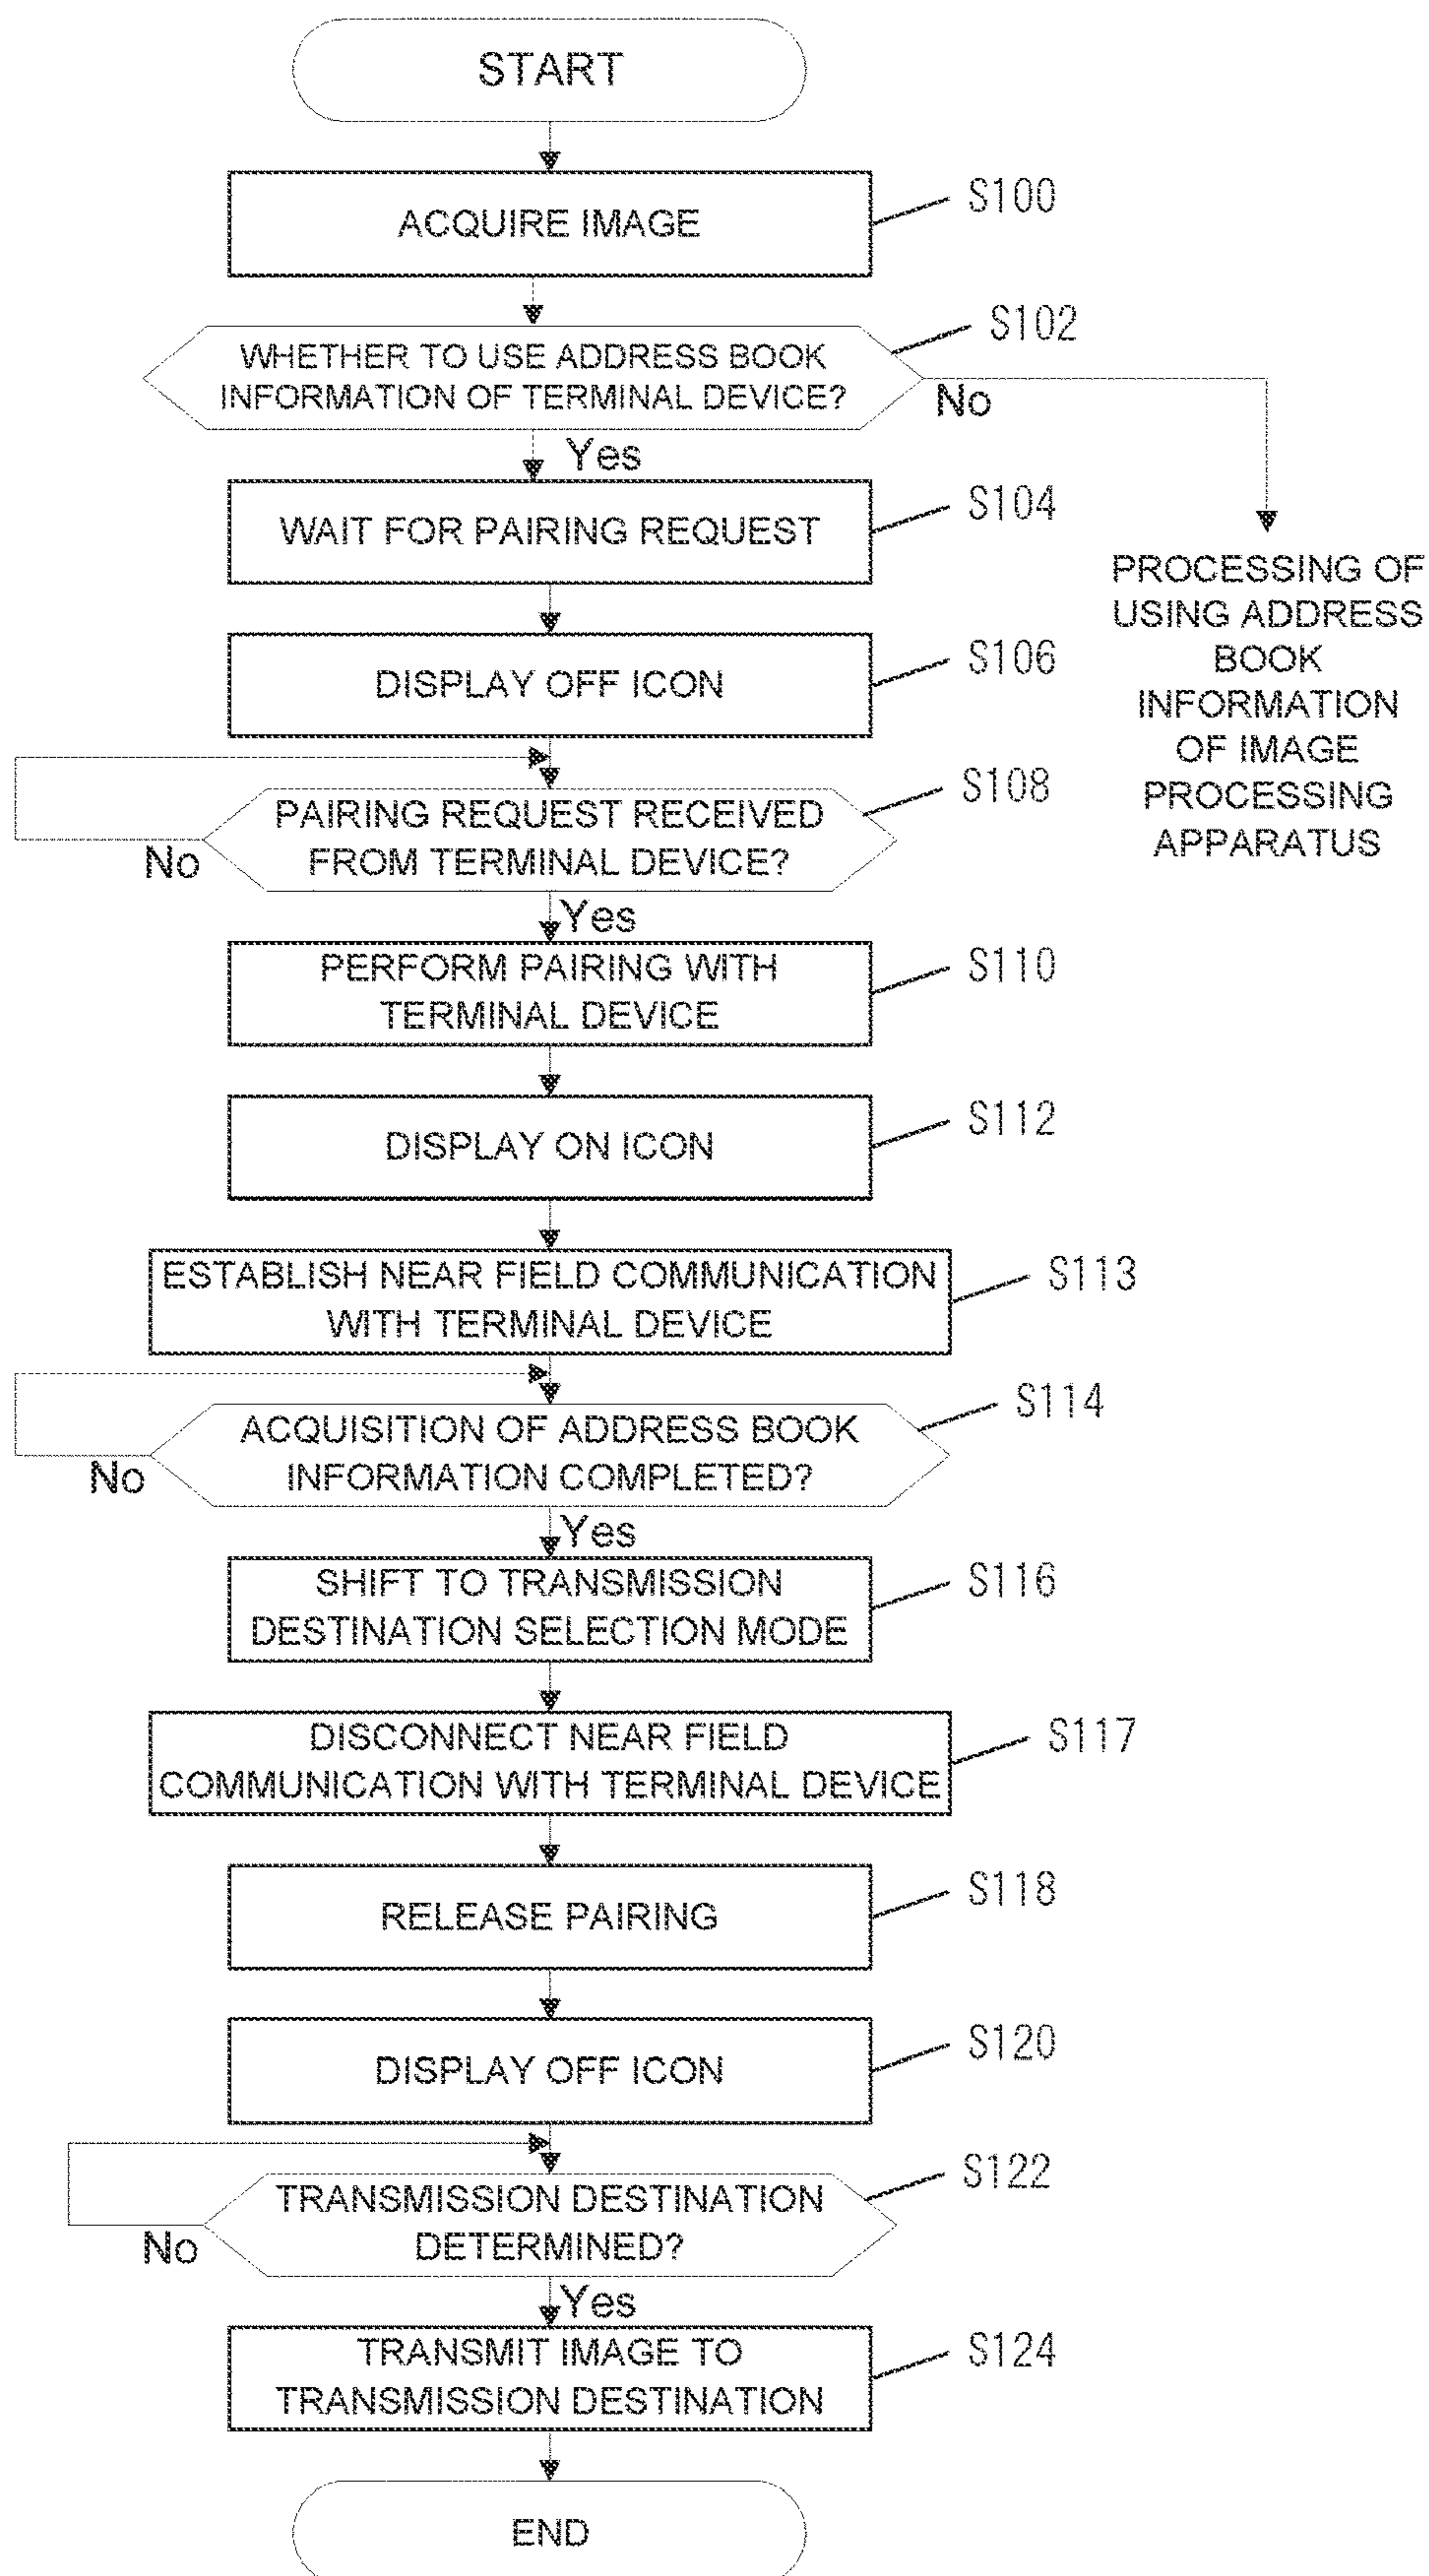 START
ACQUIRE IMAGE
S100
WHETHER TO USE ADDRESS BOOK
INFORMATION OF TERMINAL DEVICE?
S102
No
Yes
WAIT FOR PAIRING REQUEST
S104
PROCESSING OF
USING ADDRESS
BOOK
INFORMATION
OF IMAGE
PROCESSING
APPARATUS
DISPLAY OFF ICON
S106
PAIRING REQUEST RECEIVED
FROM TERMINAL DEVICE?
S108
No
Yes
PERFORM PAIRING WITH
TERMINAL DEVICE
S110
DISPLAY ON ICON
S112
ESTABLISH NEAR FIELD COMMUNICATION
WITH TERMINAL DEVICE
S113
ACQUISITION OF ADDRESS BOOK
INFORMATION COMPLETED?
S114
No
Yes
SHIFT TO TRANSMISSION
DESTINATION SELECTION MODE
S116
DISCONNECT NEAR FIELD
COMMUNICATION WITH TERMINAL DEVICE
S117
RELEASE PAIRING
S118
DISPLAY OFF ICON
S120
TRANSMISSION DESTINATION
DETERMINED?
S122
No
Yes
TRANSMIT IMAGE TO
TRANSMISSION DESTINATION
S124
END